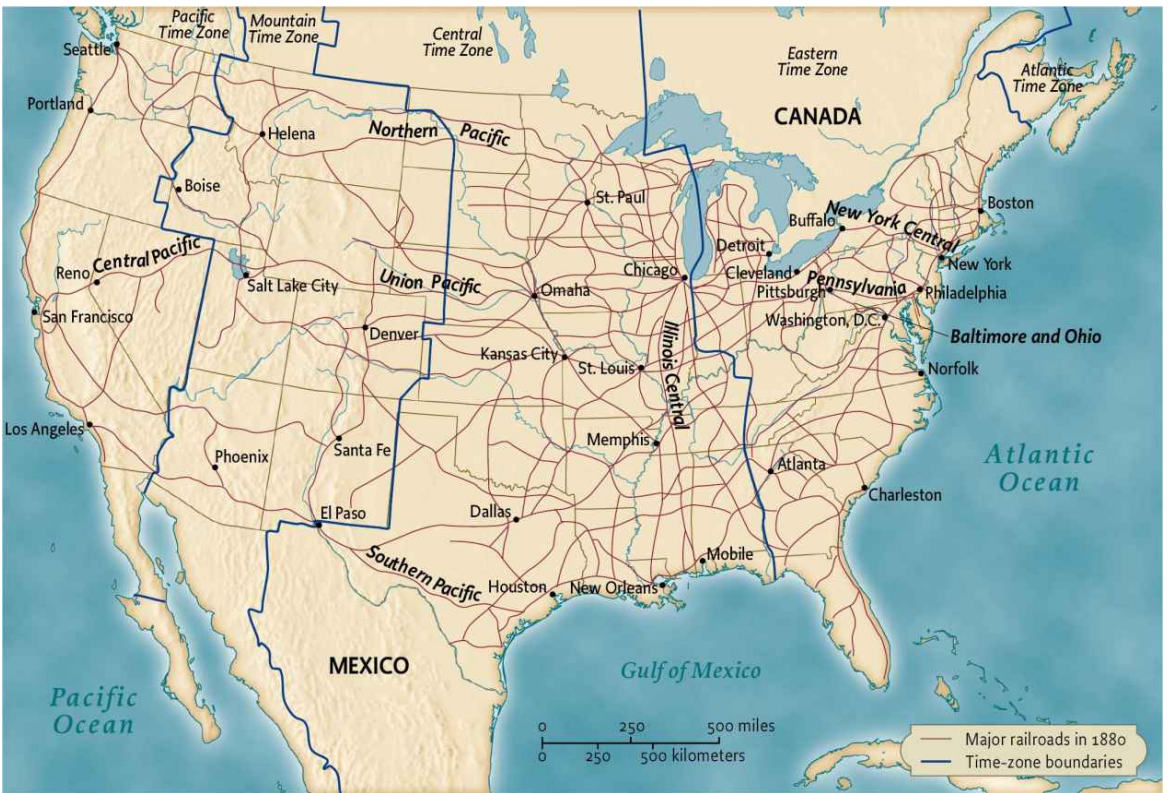 Pacific
Time Zone
Mountain
Time Zone
Central
Time Zone
Eastern
Time Zone
Atlantic
Time Zone
CANADA
Seattle
Portland
Helena
Northern Pacific
Boise
St. Paul
Boston
Buffalo
New York Central
Detroit
New York
Central Pacific
Reno
Salt Lake City
Union Pacific
Omaha
Chicago
Cleveland
Pennsylvania
Pittsburgh
Philadelphia
San Francisco
Denver
Washington, D.C.
Baltimore and Ohio
Kansas City
St. Louis
Illinois Central
Norfolk
Los Angeles
Phoenix
Santa Fe
Memphis
Atlanta
Atlantic
Ocean
Charleston
El Paso
Dallas
Southern Pacific
Houston
New Orleans
Mobile
MEXICO
Gulf of Mexico
Pacific
Ocean
0 250 500 miles
0 250 500 kilometers
Major railroads in 1880
Time-zone boundaries